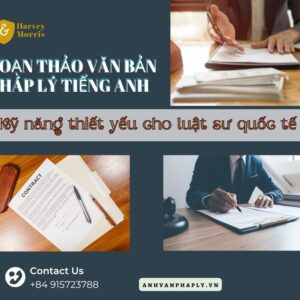 &
Harvey
Morris
OẠN THẢO VĂN BẢN
HÁP LÝ TIẾNG ANH
Kỹ năng thiết yếu cho luật sư quốc tế
CONTRACT
Contact Us
+84 915723788
ANHVANPHAPLY.VN